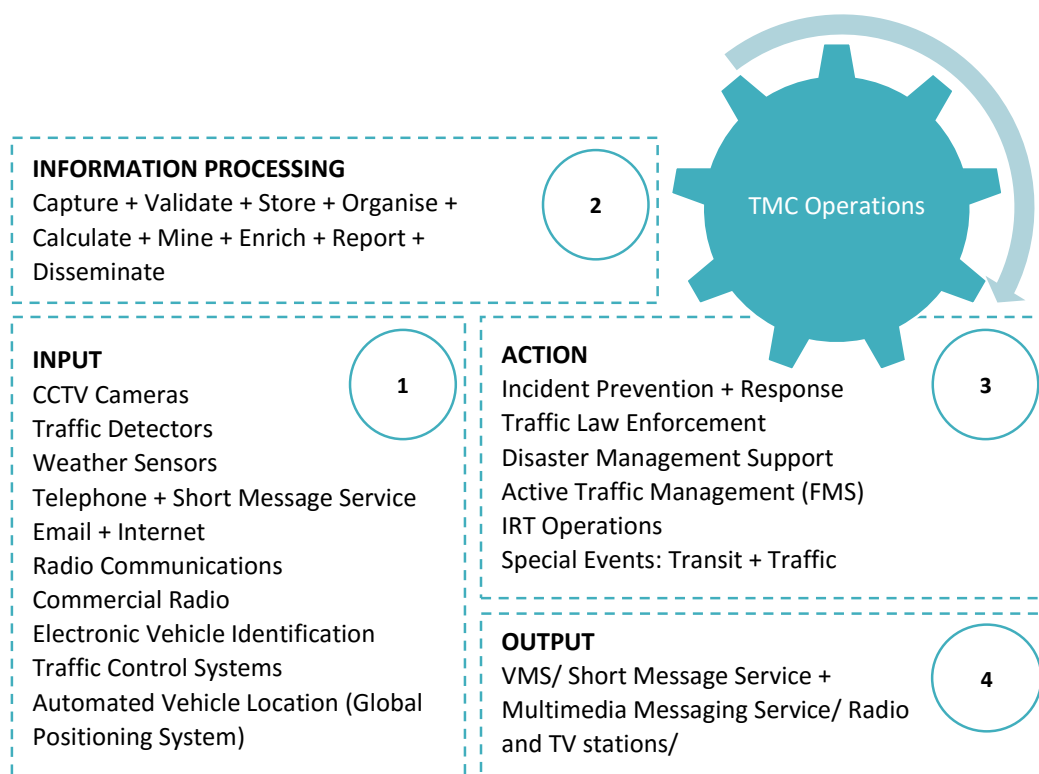 TMC Operations
INFORMATION PROCESSING
Capture + Validate + Store + Organise +
Calculate + Mine + Enrich + Report +
Disseminate
2
INPUT
CCTV Cameras
Traffic Detectors
Weather Sensors
Telephone + Short Message Service
Email + Internet
Radio Communications
Commercial Radio
Electronic Vehicle Identification
Traffic Control Systems
Automated Vehicle Location (Global
Positioning System)
1
ACTION
Incident Prevention + Response
Traffic Law Enforcement
Disaster Management Support
Active Traffic Management (FMS)
IRT Operations
Special Events: Transit + Traffic
3
OUTPUT
VMS/ Short Message Service +
Multimedia Messaging Service/ Radio
and TV stations/
4